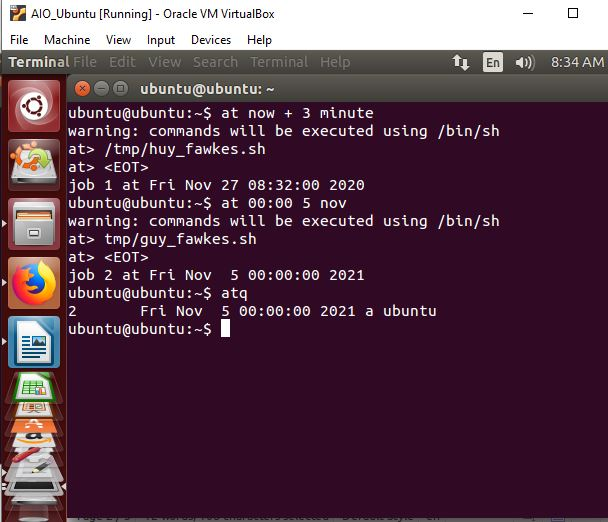 AIO_Ubuntu [Running] - Oracle VM VirtualBox
File Machine View Input Devices Help
Terminal File Edit View Search Terminal Help En 8:34 AM
ubuntu@ubuntu: ~
ubuntu@ubuntu:~$ at now + 3 minute
warning: commands will be executed using /bin/sh
at> /tmp/huy_fawkes.sh
at> <EOT>
job 1 at Fri Nov 27 08:32:00 2020
ubuntu@ubuntu:~$ at 00:00 5 nov
warning: commands will be executed using /bin/sh
at> tmp/guy_fawkes.sh
at> <EOT>
job 2 at Fri Nov  5 00:00:00 2021
ubuntu@ubuntu:~$ atq
2       Fri Nov  5 00:00:00 2021 a ubuntu
ubuntu@ubuntu:~$